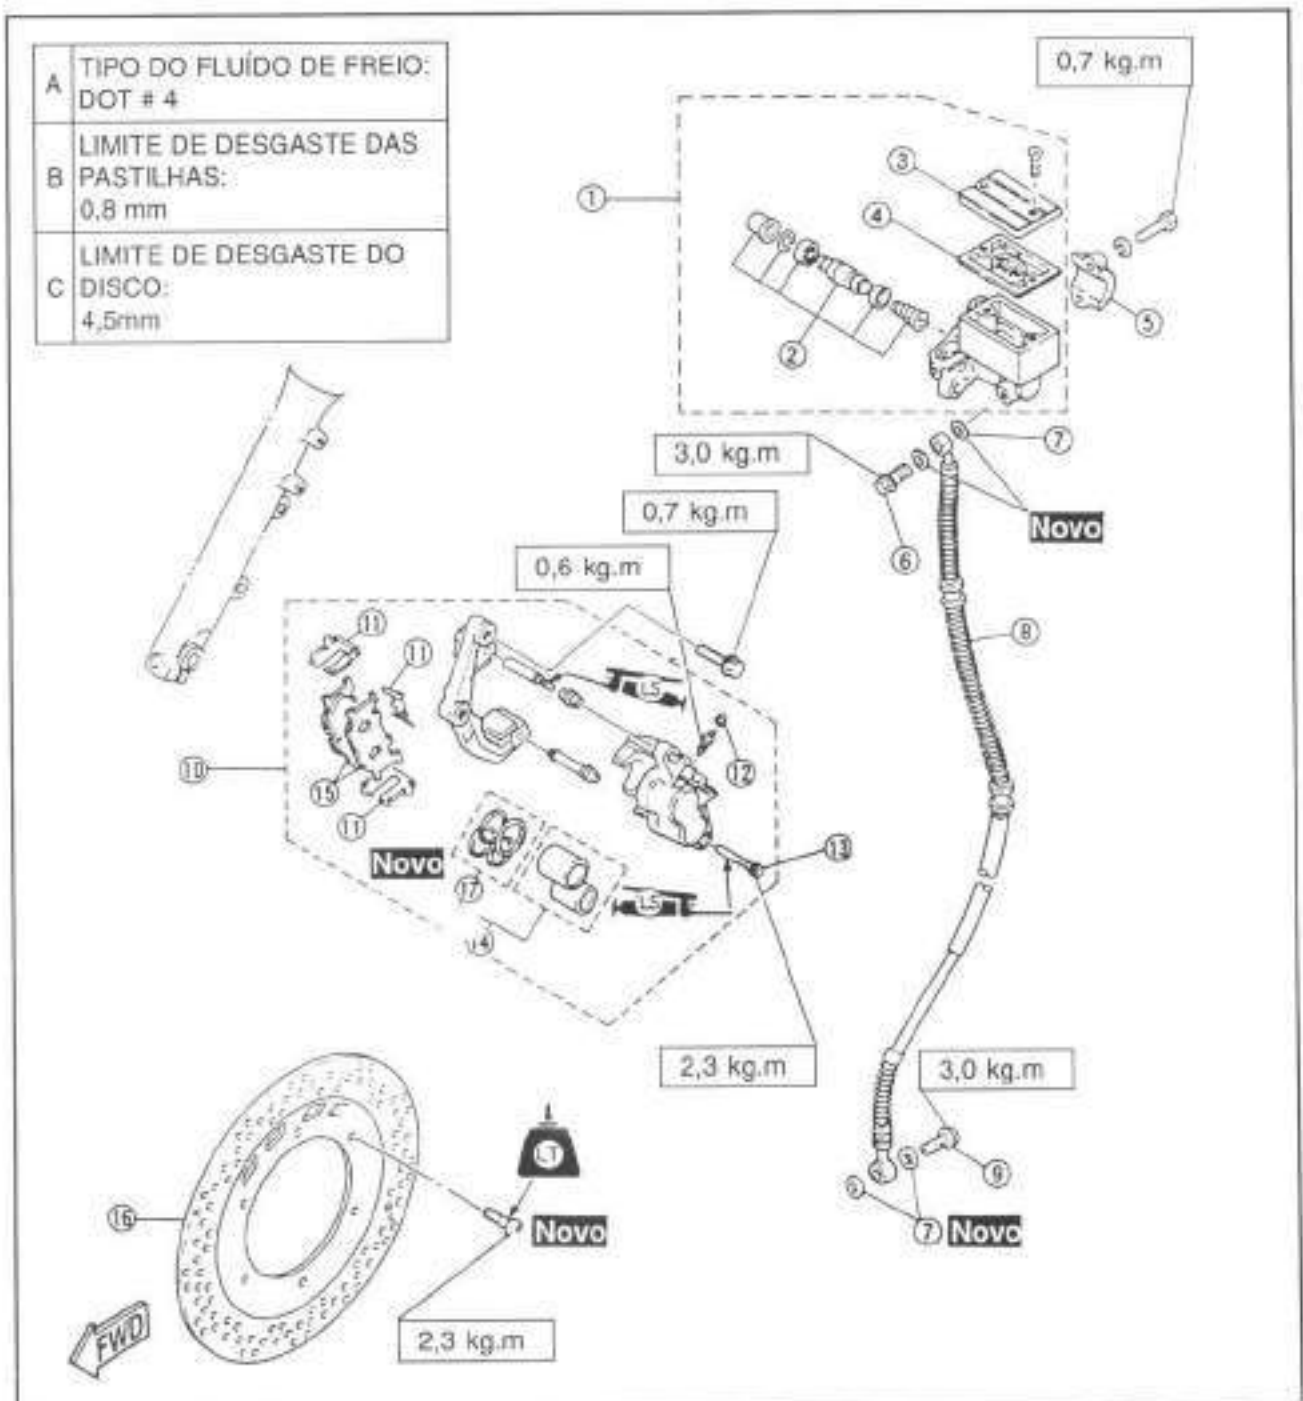 A TIPO DO FLUÍDO DE FREIO:
DOT # 4
B LIMITE DE DESGASTE DAS
PASTILHAS:
0,8 mm
C LIMITE DE DESGASTE DO
DISCO:
4,5mm
0,7 kg.m
1
3
4
5
2
3,0 kg.m
7
0,7 kg.m
Novo
6
0,6 kg.m
8
11
11
LS
10
12
15
11
13
Novo
17
LS
14
2,3 kg.m
3,0 kg.m
LT
9
16
Novo
7 Novo
FWD
2,3 kg.m